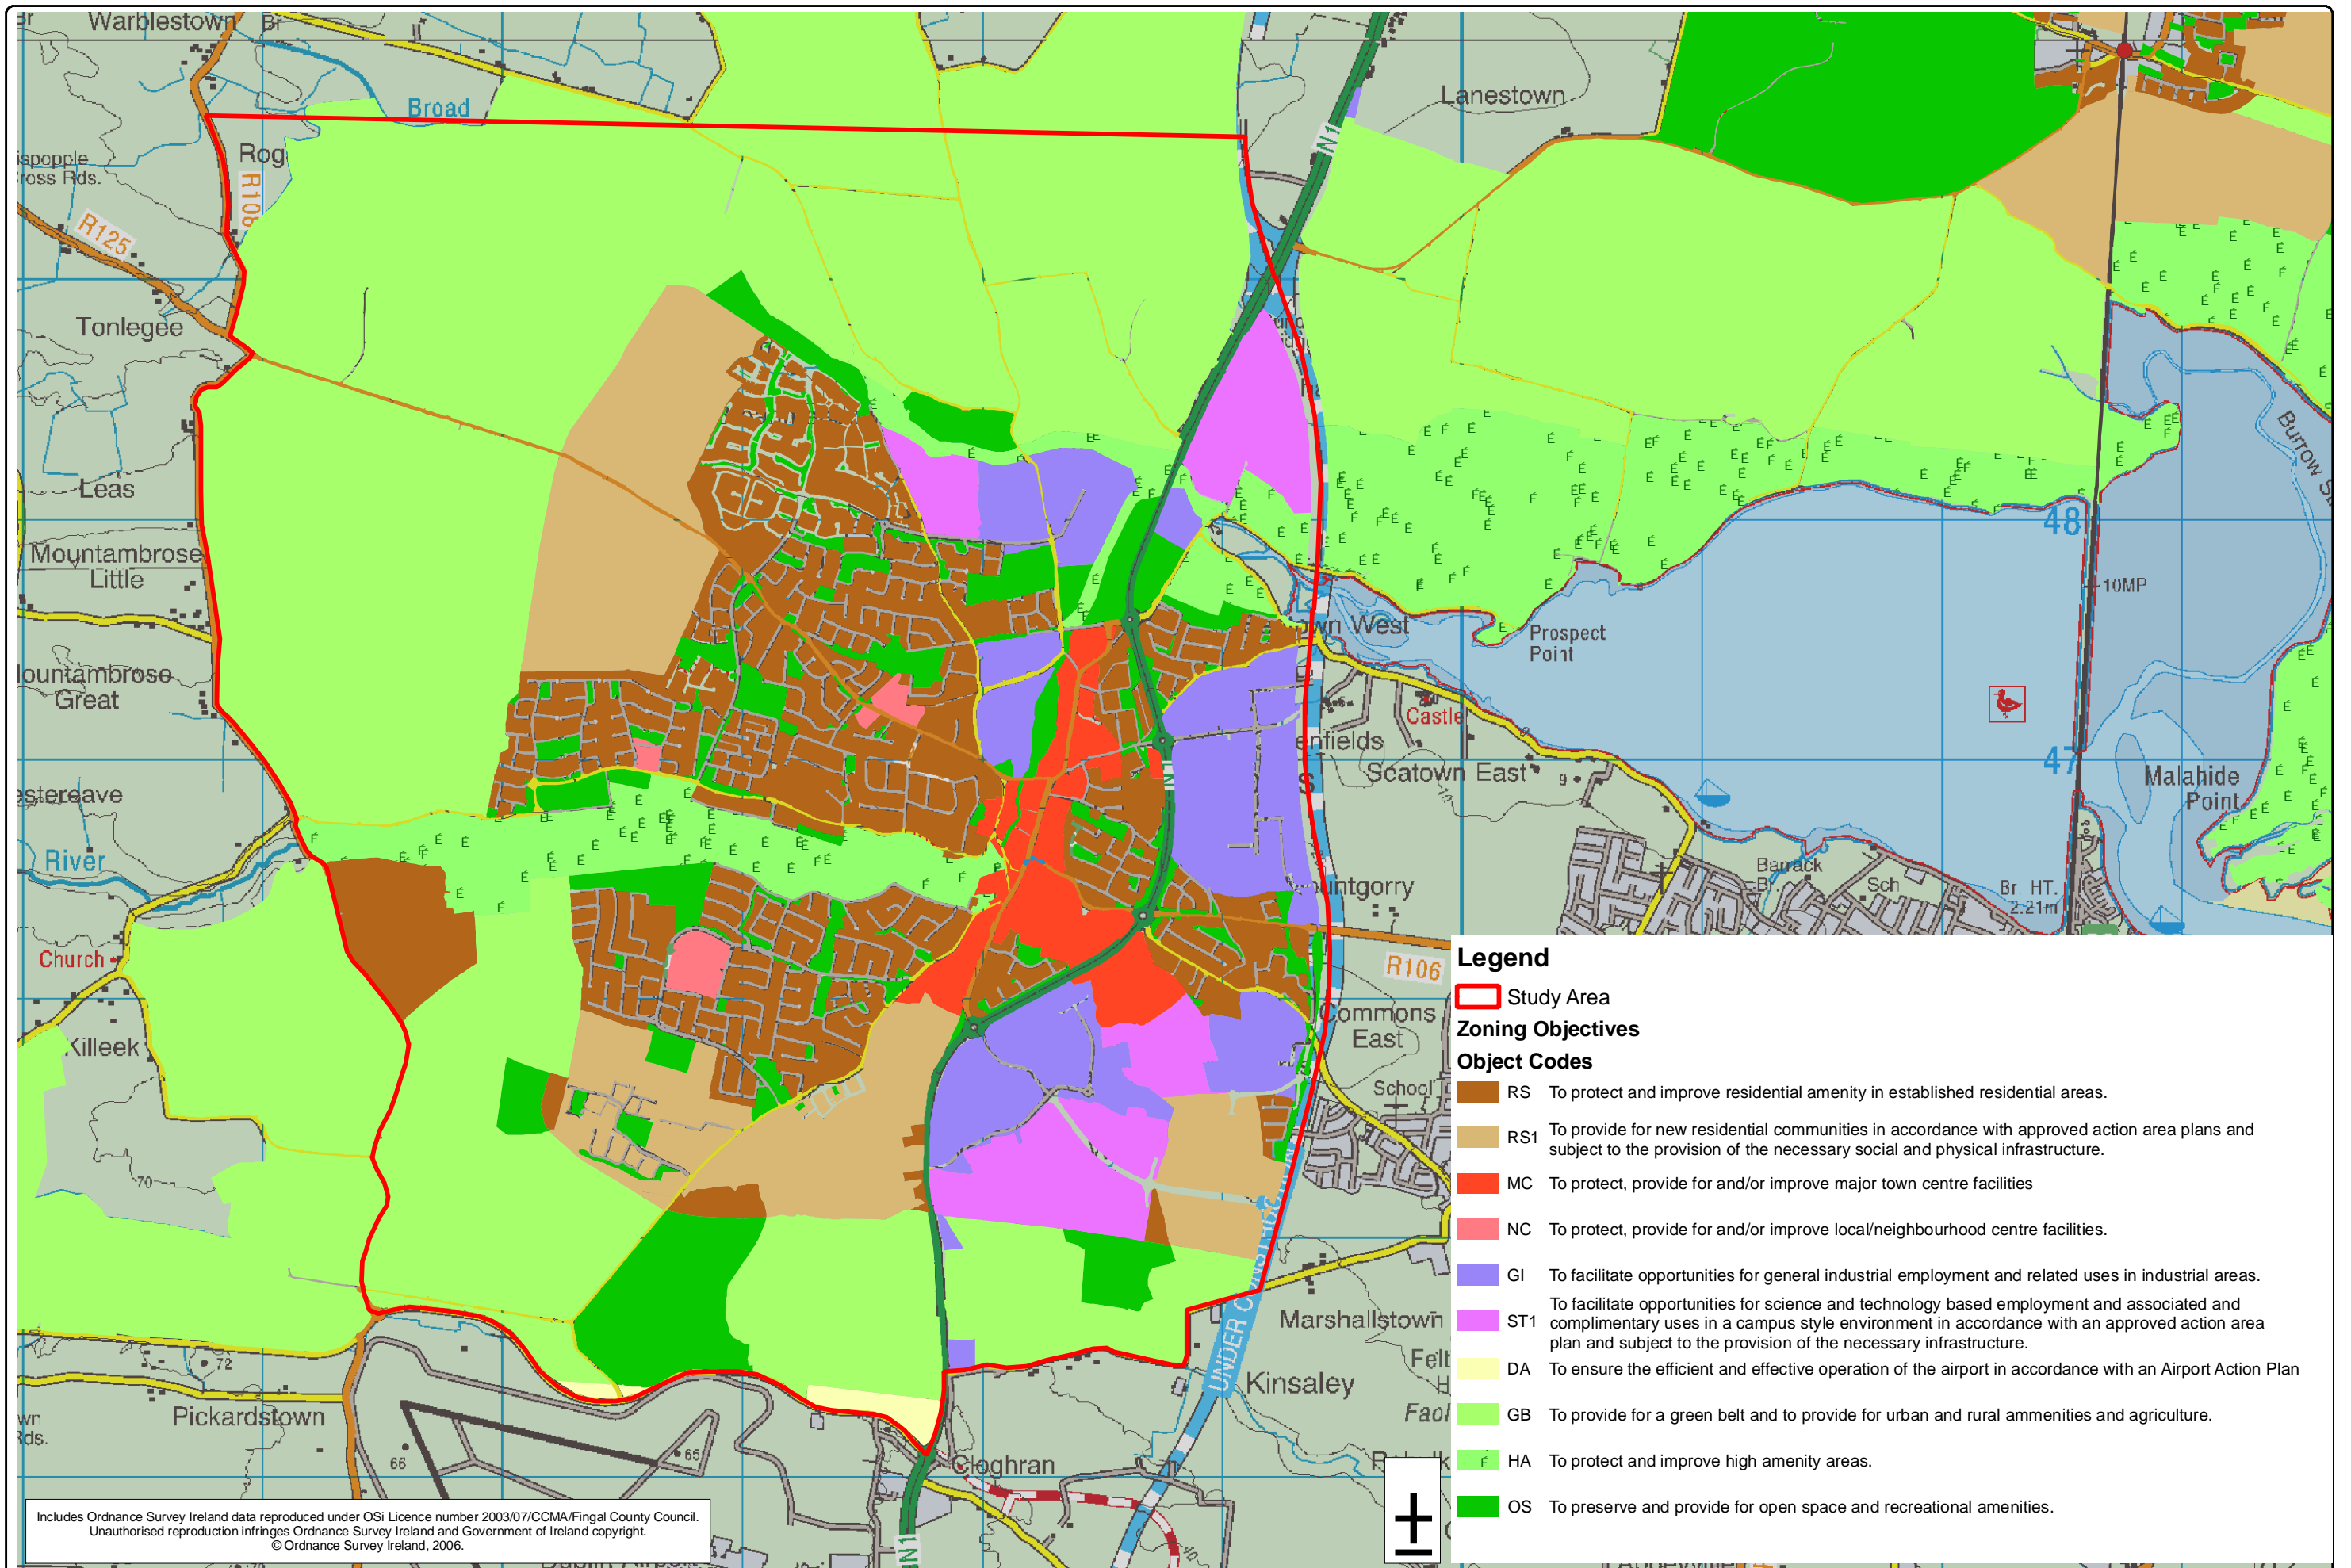 Warblestown
Br
Broad
Lanestown
N1
R108
R125
Tonlegee
Leas
Mountambrose
Little
Great
River
Church
Killeek
70
72
Pickardstown
66
65
Cloghran
N1
N1
48
10MP
Prospect
Point
Castle
Seatown East
9
10
47
Malahide
Point
Barrack
Br.
Sch
Br. HT.
2.21m
R106
Commons
East
School
Marshallstown
Kinsaley
UNDER CONSTRUC
40
Legend
Study Area
Zoning Objectives
Object Codes
RS To protect and improve residential amenity in established residential areas.
RS1 To provide for new residential communities in accordance with approved action area plans and
subject to the provision of the necessary social and physical infrastructure.
MC To protect, provide for and/or improve major town centre facilities
NC To protect, provide for and/or improve local/neighbourhood centre facilities.
GI To facilitate opportunities for general industrial employment and related uses in industrial areas.
ST1 To facilitate opportunities for science and technology based employment and associated and
complimentary uses in a campus style environment in accordance with an approved action area
plan and subject to the provision of the necessary infrastructure.
DA To ensure the efficient and effective operation of the airport in accordance with an Airport Action Plan
GB To provide for a green belt and to provide for urban and rural ammenities and agriculture.
É HA To protect and improve high amenity areas.
OS To preserve and provide for open space and recreational amenities.
Includes Ordnance Survey Ireland data reproduced under OSi Licence number 2003/07/CCMA/Fingal County Council.
Unauthorised reproduction infringes Ordnance Survey Ireland and Government of Ireland copyright.
© Ordnance Survey Ireland, 2006.